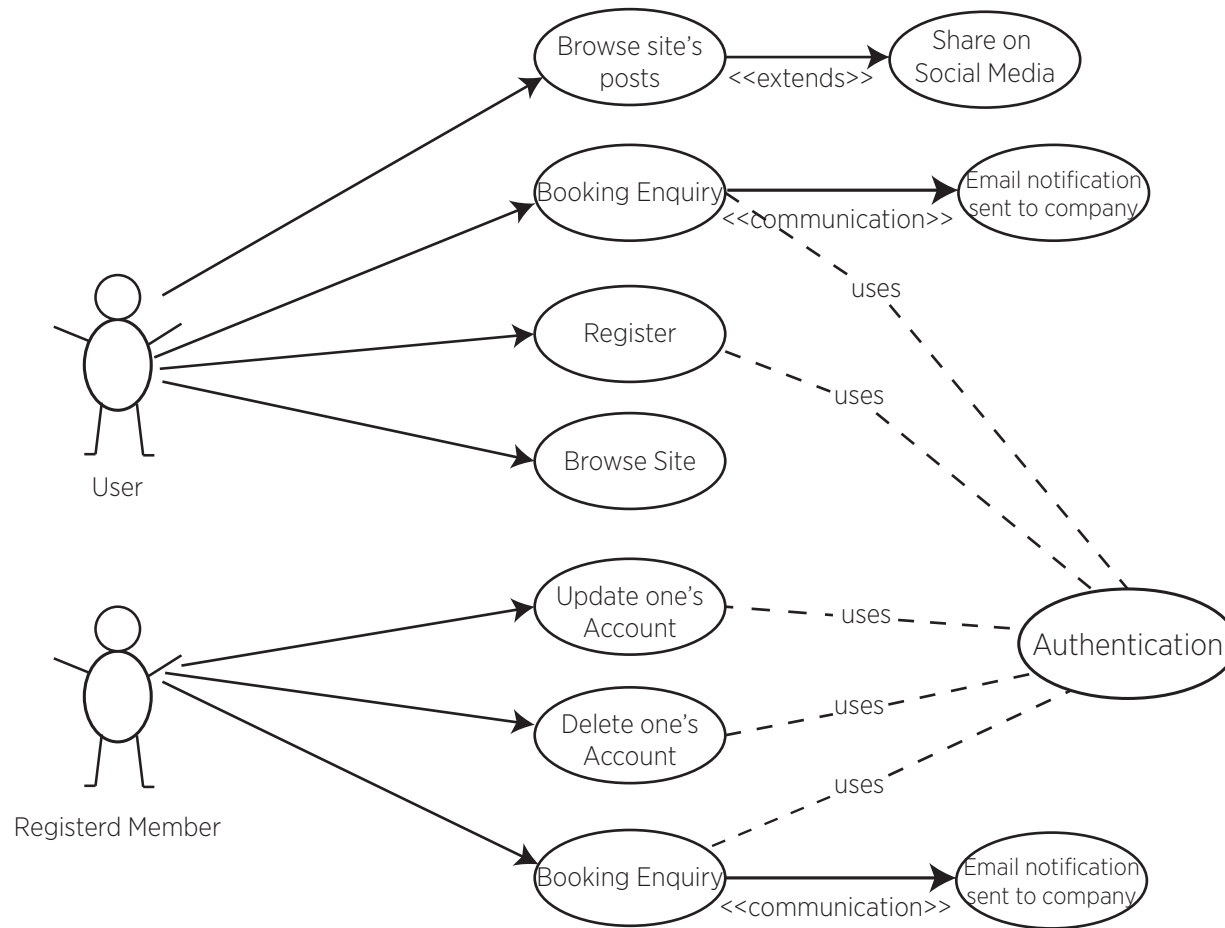 Browse site's
posts
<<extends>>
Share on
Social Media
Booking Enquiry
<<communication>>
Email notification
sent to company
uses
Register
uses
Browse Site
User
Update one's
Account
uses
Authentication
Delete one's
Account
uses
uses
Registerd Member
Booking Enquiry
<<communication>>
Email notification
sent to company